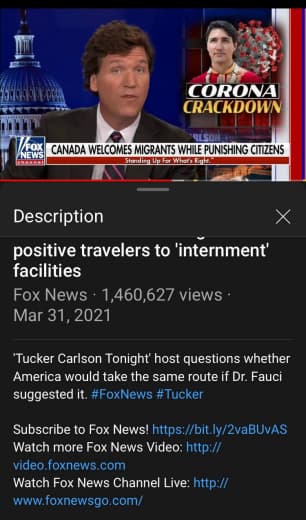 CORONA
CRACKDOWN
FOX
NEWS
channel
CANADA WELCOMES MIGRANTS WHILE PUNISHING CITIZENS
Standing Up For What's Right."
Description
positive travelers to 'internment'
facilities
Fox News · 1,460,627 views ·
Mar 31, 2021
'Tucker Carlson Tonight' host questions whether
America would take the same route if Dr. Fauci
suggested it. #FoxNews #Tucker
Subscribe to Fox News! https://bit.ly/2vaBUvAS
Watch more Fox News Video: http://
video.foxnews.com
Watch Fox News Channel Live: http://
www.foxnewsgo.com/